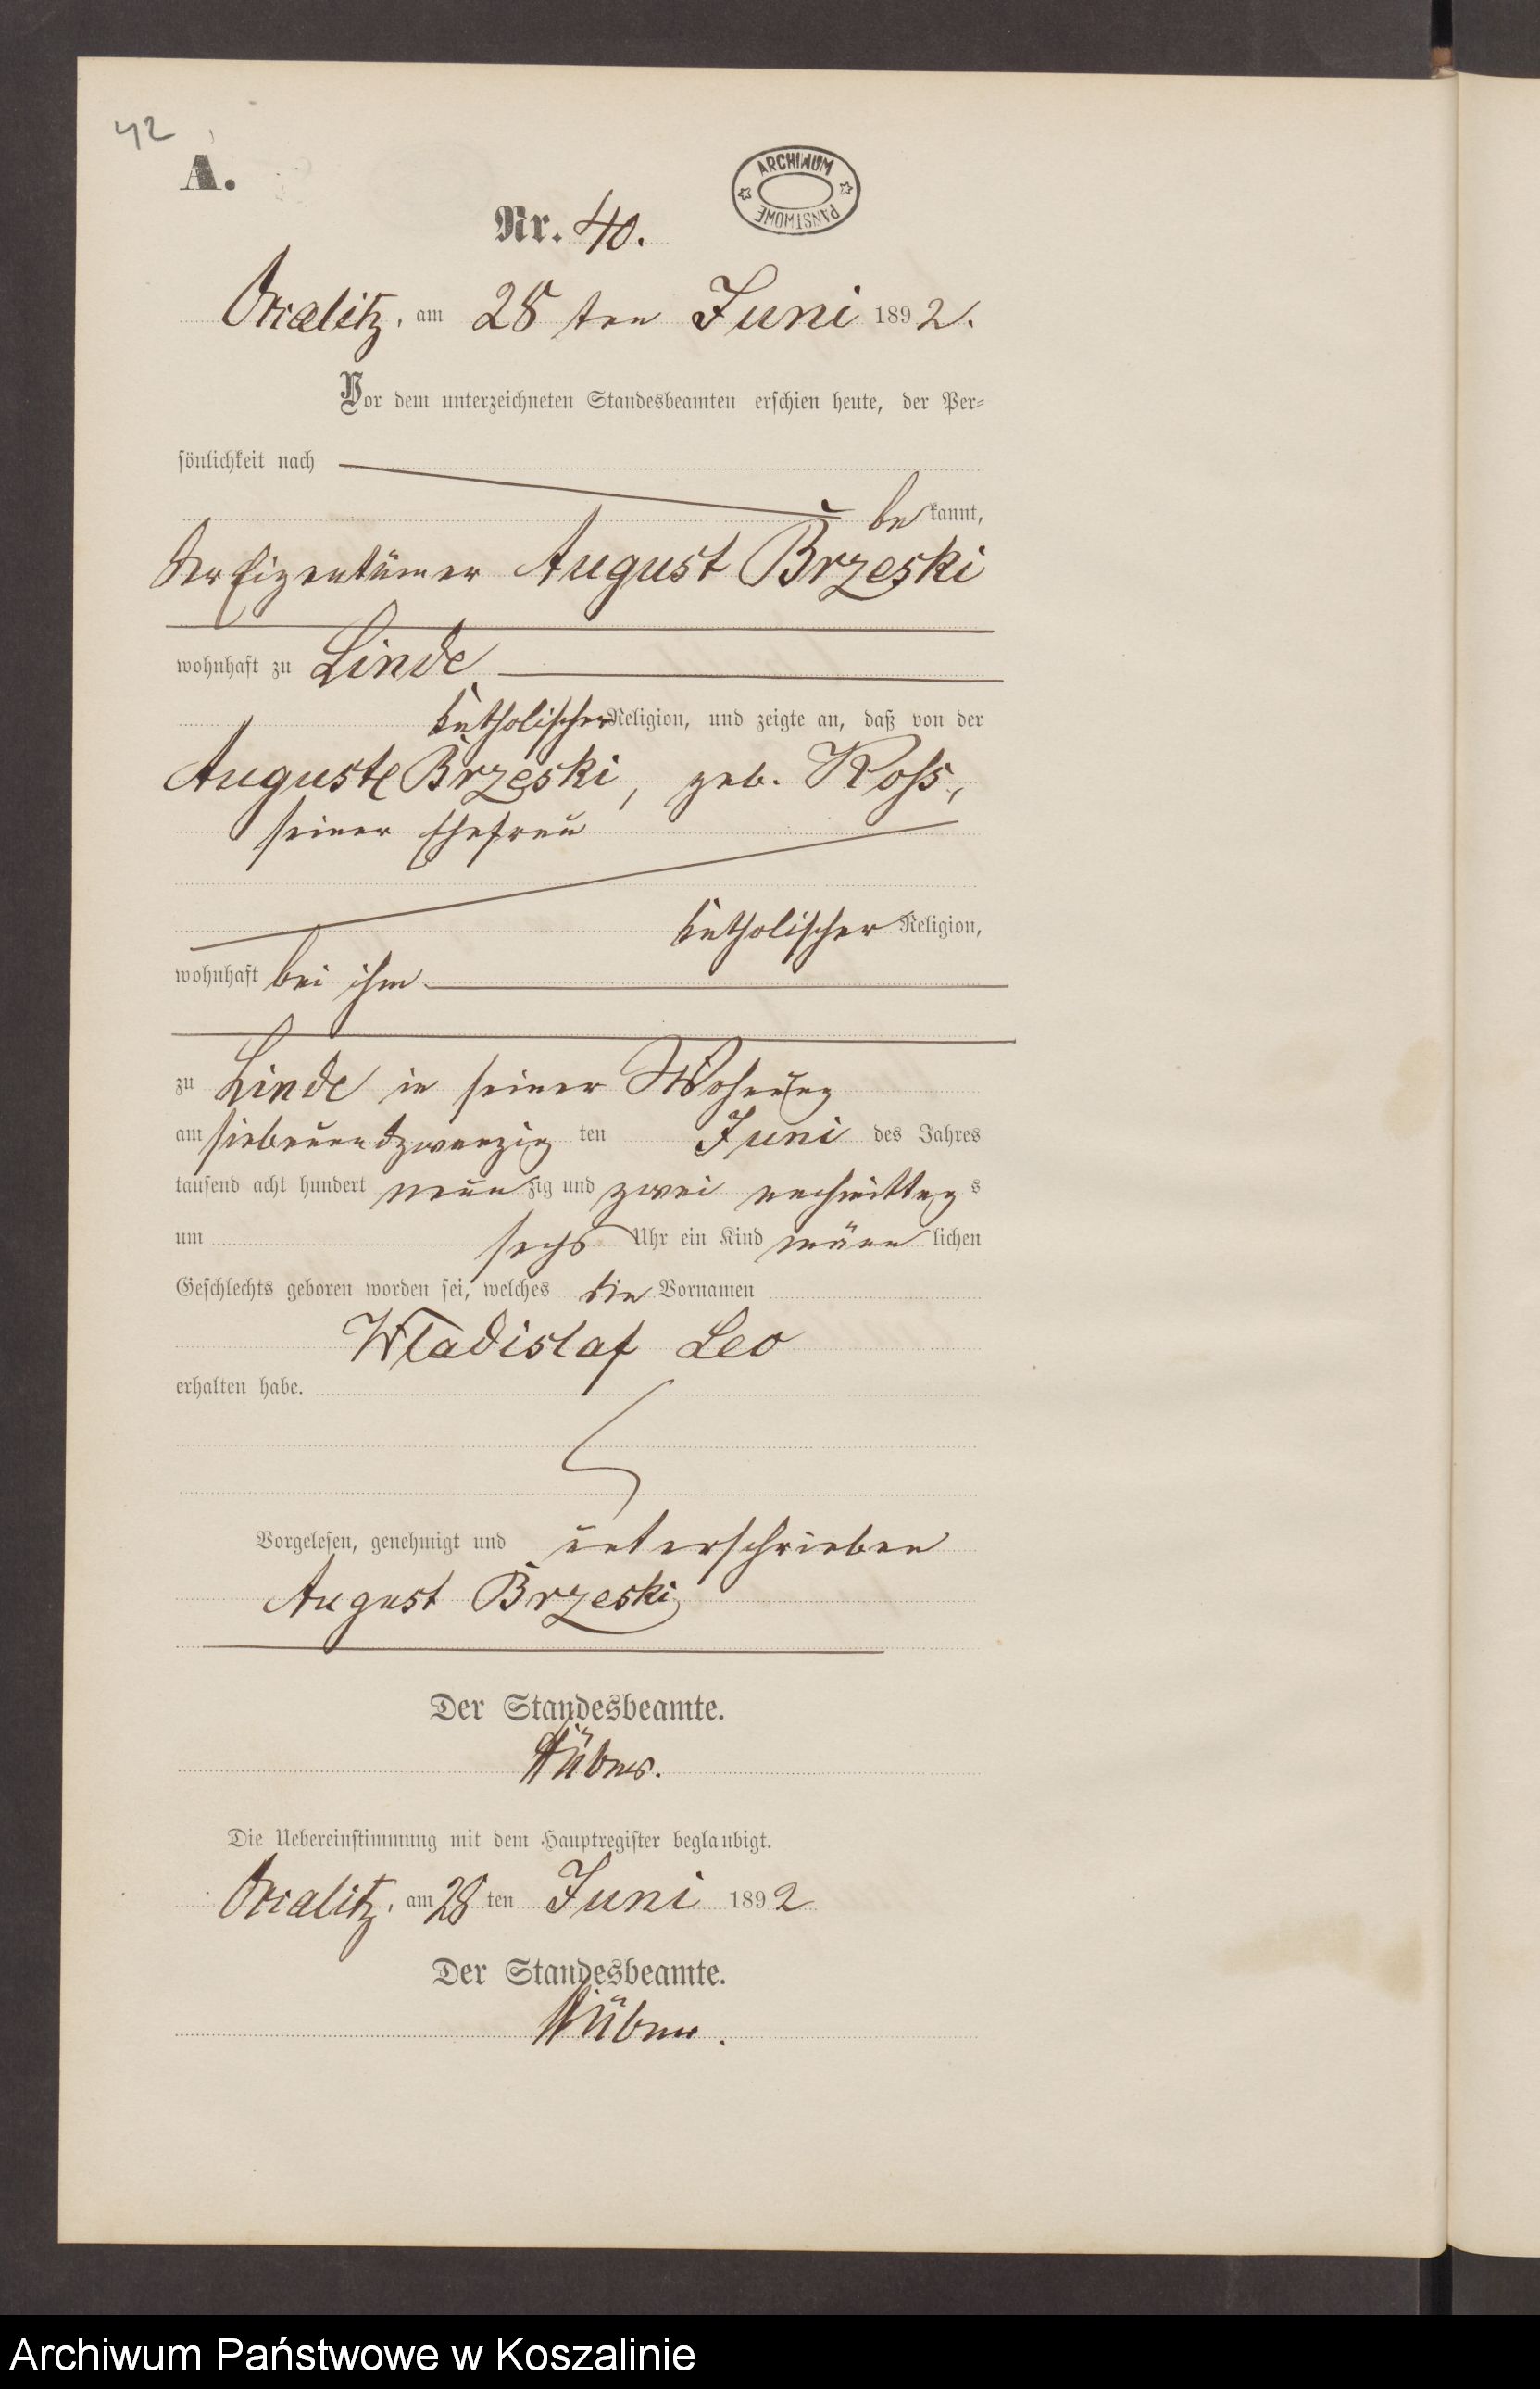 42
A.
ARCHIWUM PAŃSTWOWE
Nr. 40.
am 28 ten Juni 1892.
Vor dem unterzeichneten Standesbeamten erschien heute, der Per-
sönlichkeit nach
bekannt,
der Eigentümer August Brzeski
wohnhaft zu Linde
katholischer Religion, und zeigte an, daß von der
Auguste Brzeski, geb. Ross,
seiner Ehefrau
katholischer Religion,
wohnhaft bei ihm
zu Linde in seiner Wohnung
am siebenundzwanzig ten Juni des Jahres
tausend acht hundert neunzig und zwei nachmittags
um sechs Uhr ein Kind männlichen
Geschlechts geboren worden sei, welches die Vornamen
Wladislaf Leo
erhalten habe.
Vorgelesen, genehmigt und unterschrieben
August Brzeski
Der Standesbeamte.
Hübner.
Die Uebereinstimmung mit dem Hauptregister beglaubigt.
am 28 ten Juni 1892
Der Standesbeamte.
Hübner.
Archiwum Państwowe w Koszalinie